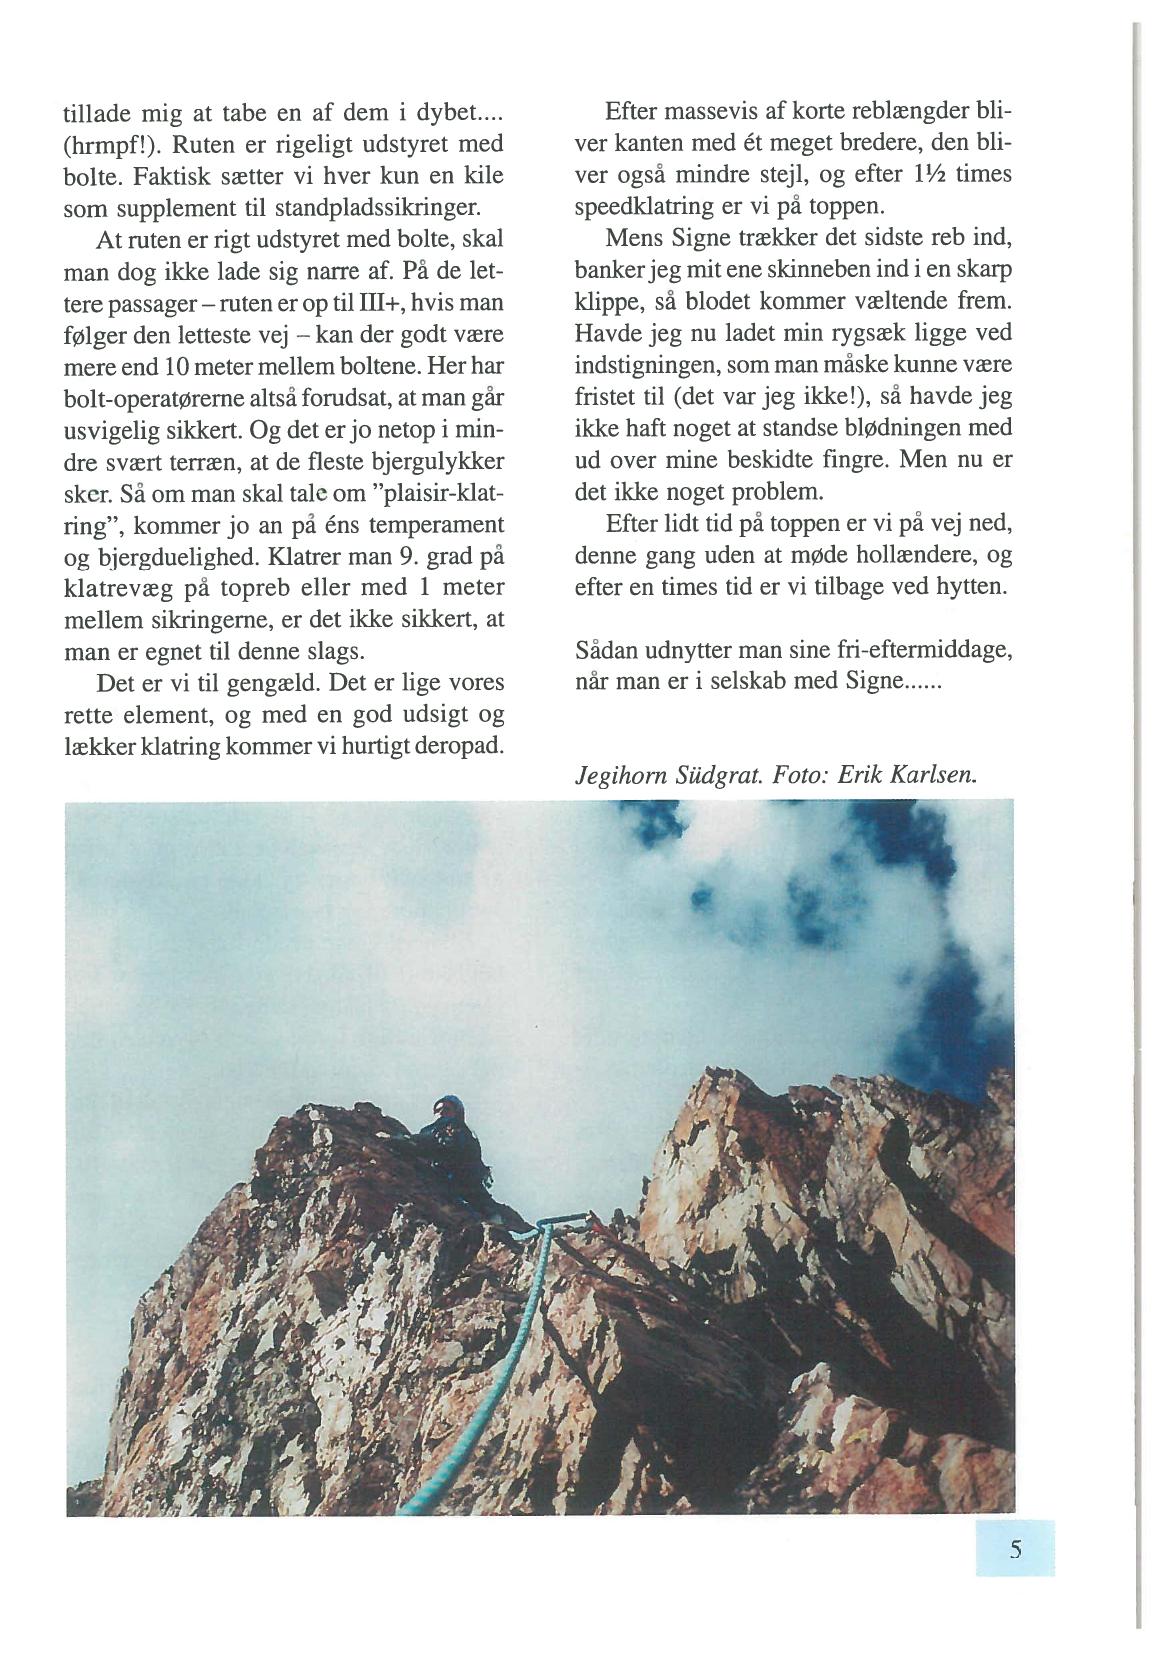 tillade mig at tabe en af dem i dybet....
(hrmpf!). Ruten er rigeligt udstyret med
bolte. Faktisk sætter vi hver kun en kile
som supplement til standpladssikringer.
At ruten er rigt udstyret med bolte, skal
man dog ikke lade sig narre af. På de let-
tere passager – ruten er op til III+, hvis man
følger den letteste vej – kan der godt være
mere end 10 meter mellem boltene. Her har
bolt-operatørerne altså forudsat, at man går
usvigelig sikkert. Og det er jo netop i min-
dre svært terræn, at de fleste bjergulykker
sker. Så om man skal tale om ”plaisir-klat-
ring”, kommer jo an på éns temperament
og bjergduelighed. Klatrer man 9. grad på
klatrevæg på topreb eller med 1 meter
mellem sikringerne, er det ikke sikkert, at
man er egnet til denne slags.
Det er vi til gengæld. Det er lige vores
rette element, og med en god udsigt og
lækker klatring kommer vi hurtigt deropad.
Efter massevis af korte reblængder bli-
ver kanten med ét meget bredere, den bli-
ver også mindre stejl, og efter 1½ times
speedklatring er vi på toppen.
Mens Signe trækker det sidste reb ind,
banker jeg mit ene skinneben ind i en skarp
klippe, så blodet kommer væltende frem.
Havde jeg nu ladet min rygsæk ligge ved
indstigningen, som man måske kunne være
fristet til (det var jeg ikke!), så havde jeg
ikke haft noget at standse blødningen med
ud over mine beskidte fingre. Men nu er
det ikke noget problem.
Efter lidt tid på toppen er vi på vej ned,
denne gang uden at møde hollændere, og
efter en times tid er vi tilbage ved hytten.
Sådan udnytter man sine fri-eftermiddage,
når man er i selskab med Signe......
Jegihorn Südgrat. Foto: Erik Karlsen.
5